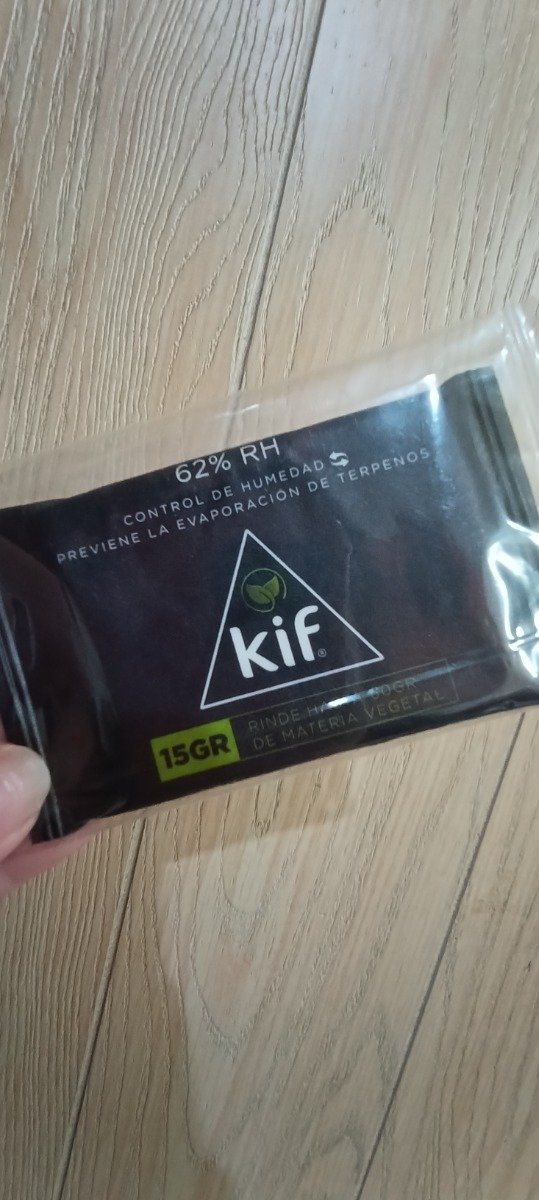 62% RH
CONTROL DE HUMEDAD
PREVIENE LA EVAPORACIÓN DE TERPENOS
kif®
15GR
RINDE
DE MATERIA VEGETAL